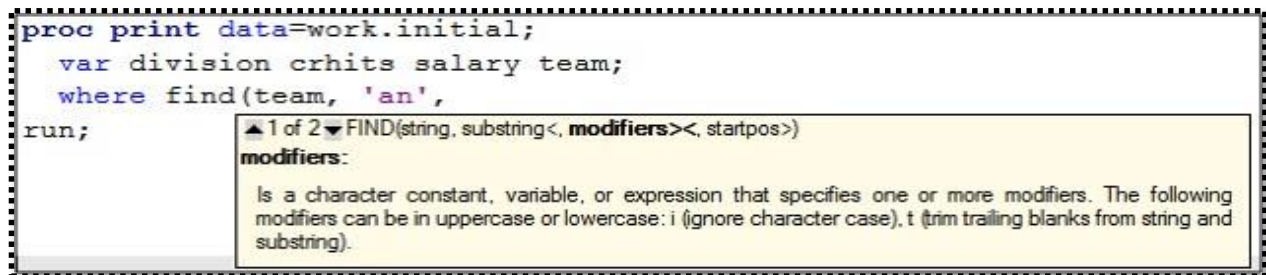 proc print data=work.initial;
var division crhits salary team;
where find(team, 'an',
run;
▲1 of 2▼FIND(string, substring<, modifiers><, startpos>)
modifiers:
Is a character constant, variable, or expression that specifies one or more modifiers. The following
modifiers can be in uppercase or lowercase: i (ignore character case), t (trim trailing blanks from string and
substring).